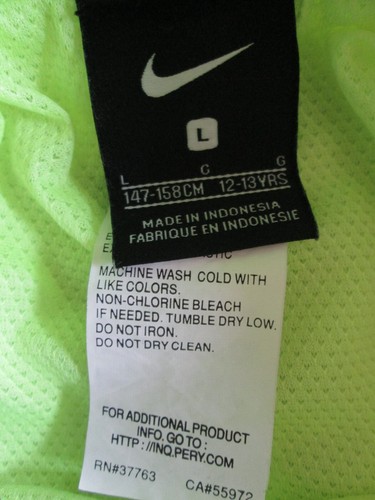 L
L G G
147-158CM 12-13YRS
MADE IN INDONESIA
FABRIQUE EN INDONESIE
MACHINE WASH COLD WITH
LIKE COLORS.
NON-CHLORINE BLEACH
IF NEEDED. TUMBLE DRY LOW.
DO NOT IRON.
DO NOT DRY CLEAN.
FOR ADDITIONAL PRODUCT
INFO, GO TO:
HTTP://INQ.PERY.COM/
RN#37763 CA#55972